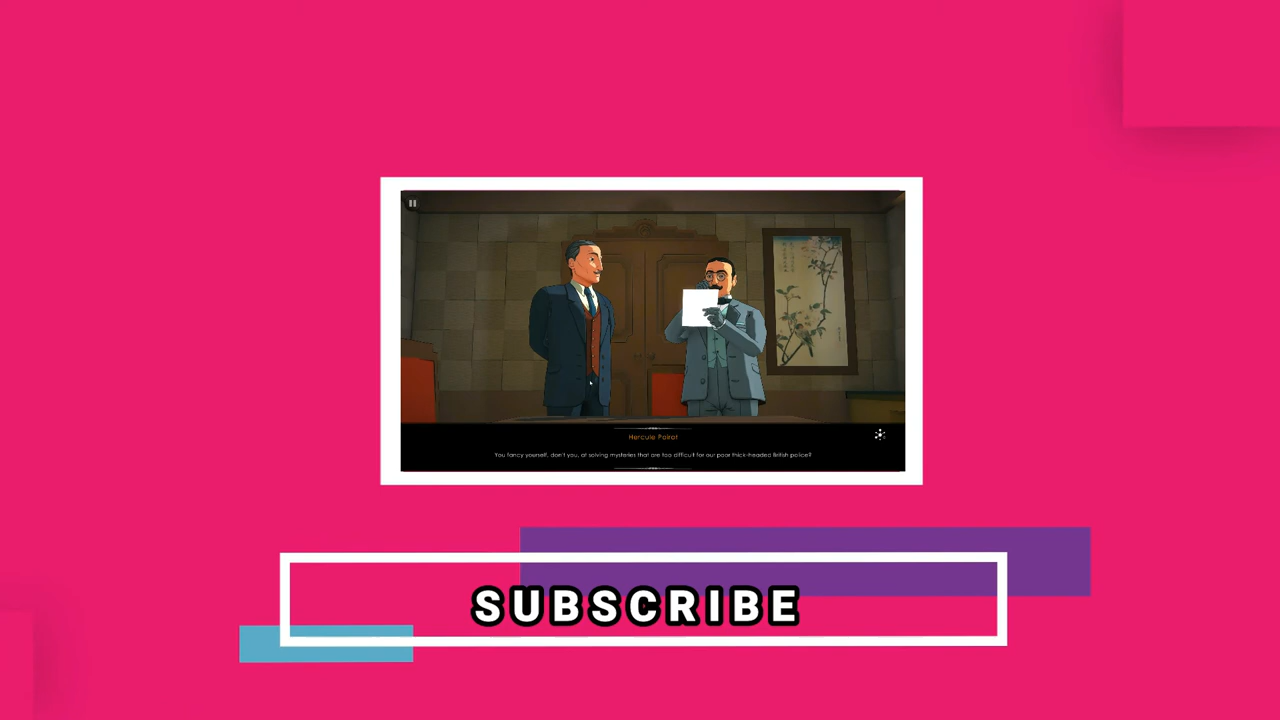 Hercule Poirot
You fancy yourself, don't you, at solving mysteries that are too difficult for our poor thick-headed British police?
SUBSCRIBE